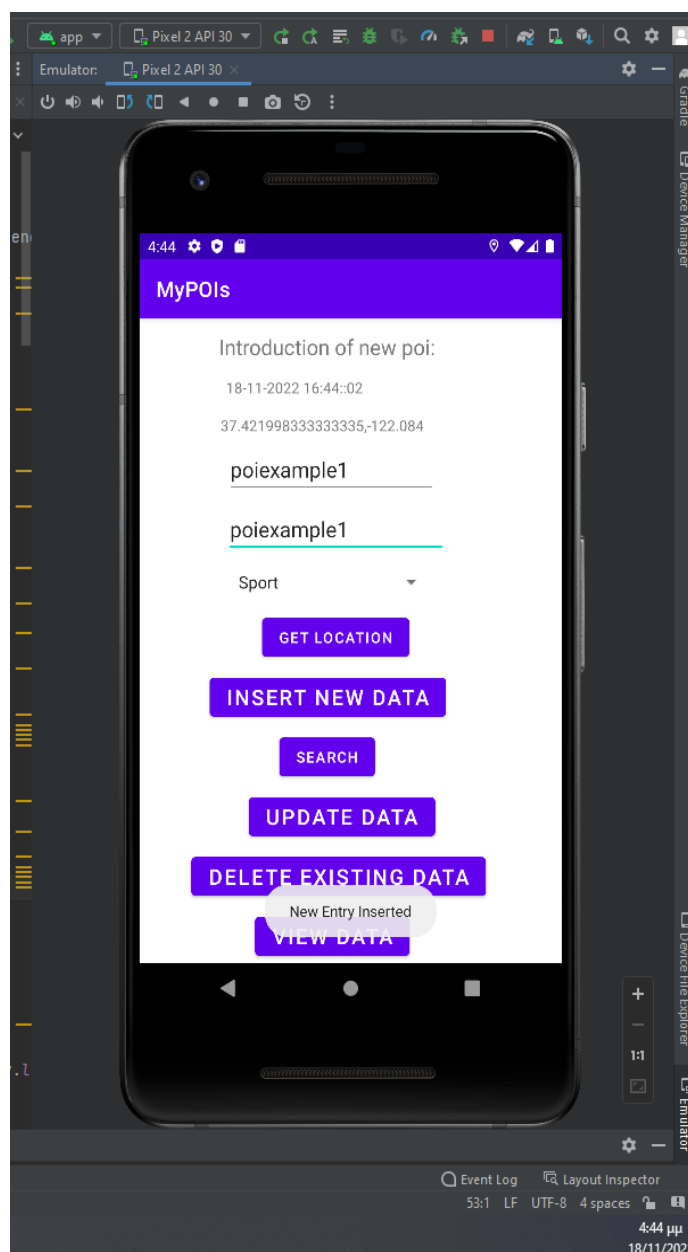 app
Pixel 2 API 30
Emulator:
Pixel 2 API 30
Gradle
Device Manager
4:44
MyPOIs
Introduction of new poi:
18-11-2022 16:44::02
37.421998333333335,-122.084
poiexample1
poiexample1
Sport
GET LOCATION
INSERT NEW DATA
SEARCH
UPDATE DATA
DELETE EXISTING DATA
New Entry Inserted
VIEW DATA
Device File Explorer
1:1
Emulator
Event Log
Layout Inspector
53:1
LF
UTF-8
4 spaces
4:44 μμ